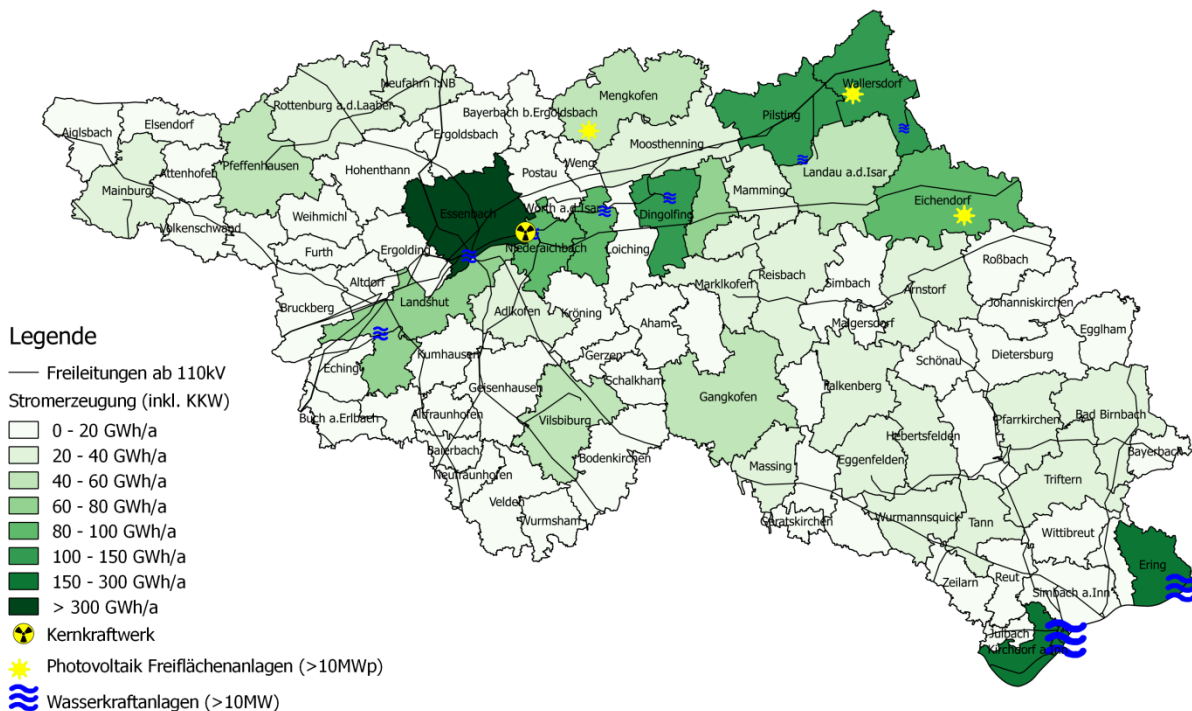 Neufahrn i.NB
Rottenburg a.d.Laaber
Bayerbach b.Ergoldsbach
Mengkofen
Wallersdorf
Pilsting
Elsendorf
Aiglsbach
Ergoldsbach
Moosthenning
Pfeffenhausen
Attenhofen
Hohenthann
Postau
Weng
Landau a.d.Isar
Mainburg
Mamming
Eichendorf
Weihmichl
Essenbach
Wörth a.d.Isar
Dingolfing
Volkenschwand
Furth
Ergolding
Niederaichbach
Loiching
Roßbach
Altdorf
Marklkofen
Reisbach
Simbach
Arnstorf
Bruckberg
Landshut
Adlkofen
Kröning
Aham
Malgersdorf
Johanniskirchen
Egglham
Eching
Kumhausen
Gerzen
Schönau
Dietersburg
Geisenhausen
Schalkham
Falkenberg
Gangkofen
Buch a.Erlbach
Altfraunhofen
Vilsbiburg
Pfarrkirchen
Bad Birnbach
Hebertsfelden
Baierbach
Bodenkirchen
Bayerbach
Neufraunhofen
Massing
Eggenfelden
Triftern
Velden
Wurmsham
Geratskirchen
Wurmannsquick
Tann
Wittibreut
Ering
Zeilarn
Reut
Simbach a.Inn
Julbach
Kirchdorf a.Inn
Legende
Freileitungen ab 110kV
Stromerzeugung (inkl. KKW)
0 - 20 GWh/a
20 - 40 GWh/a
40 - 60 GWh/a
60 - 80 GWh/a
80 - 100 GWh/a
100 - 150 GWh/a
150 - 300 GWh/a
> 300 GWh/a
Kernkraftwerk
Photovoltaik Freiflächenanlagen (>10MWp)
Wasserkraftanlagen (>10MW)